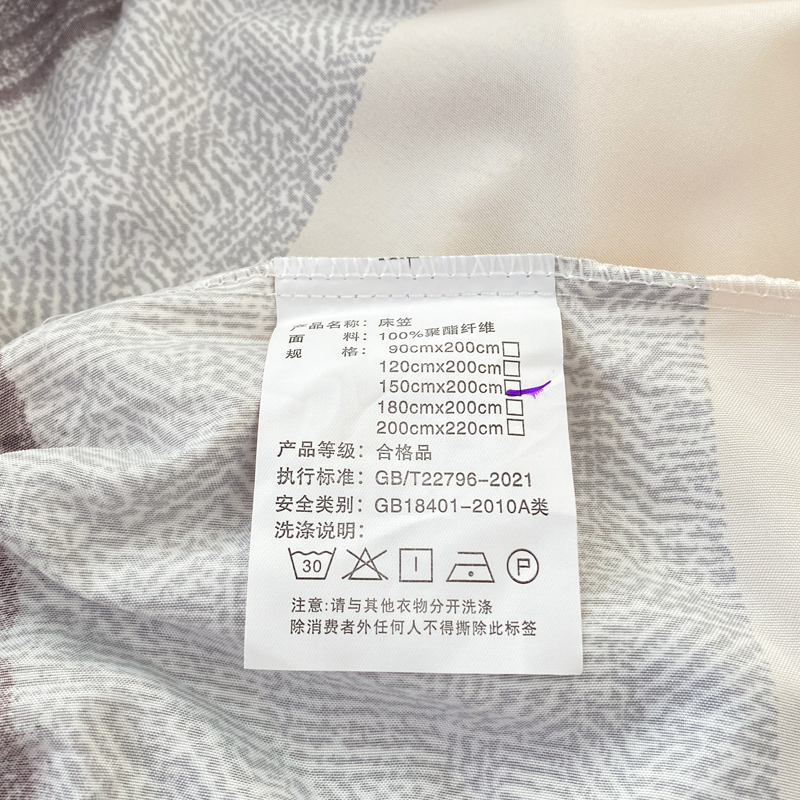 产品名称：床笠
面 料：100%聚酯纤维
规 格：90cmx200cm□
120cmx200cm□
150cmx200cm□
180cmx200cm□
200cmx220cm□
产品等级：合格品
执行标准：GB/T22796-2021
安全类别：GB18401-2010A类
洗涤说明：
30 P
注意:请与其他衣物分开洗涤
除消费者外任何人不得撕除此标签